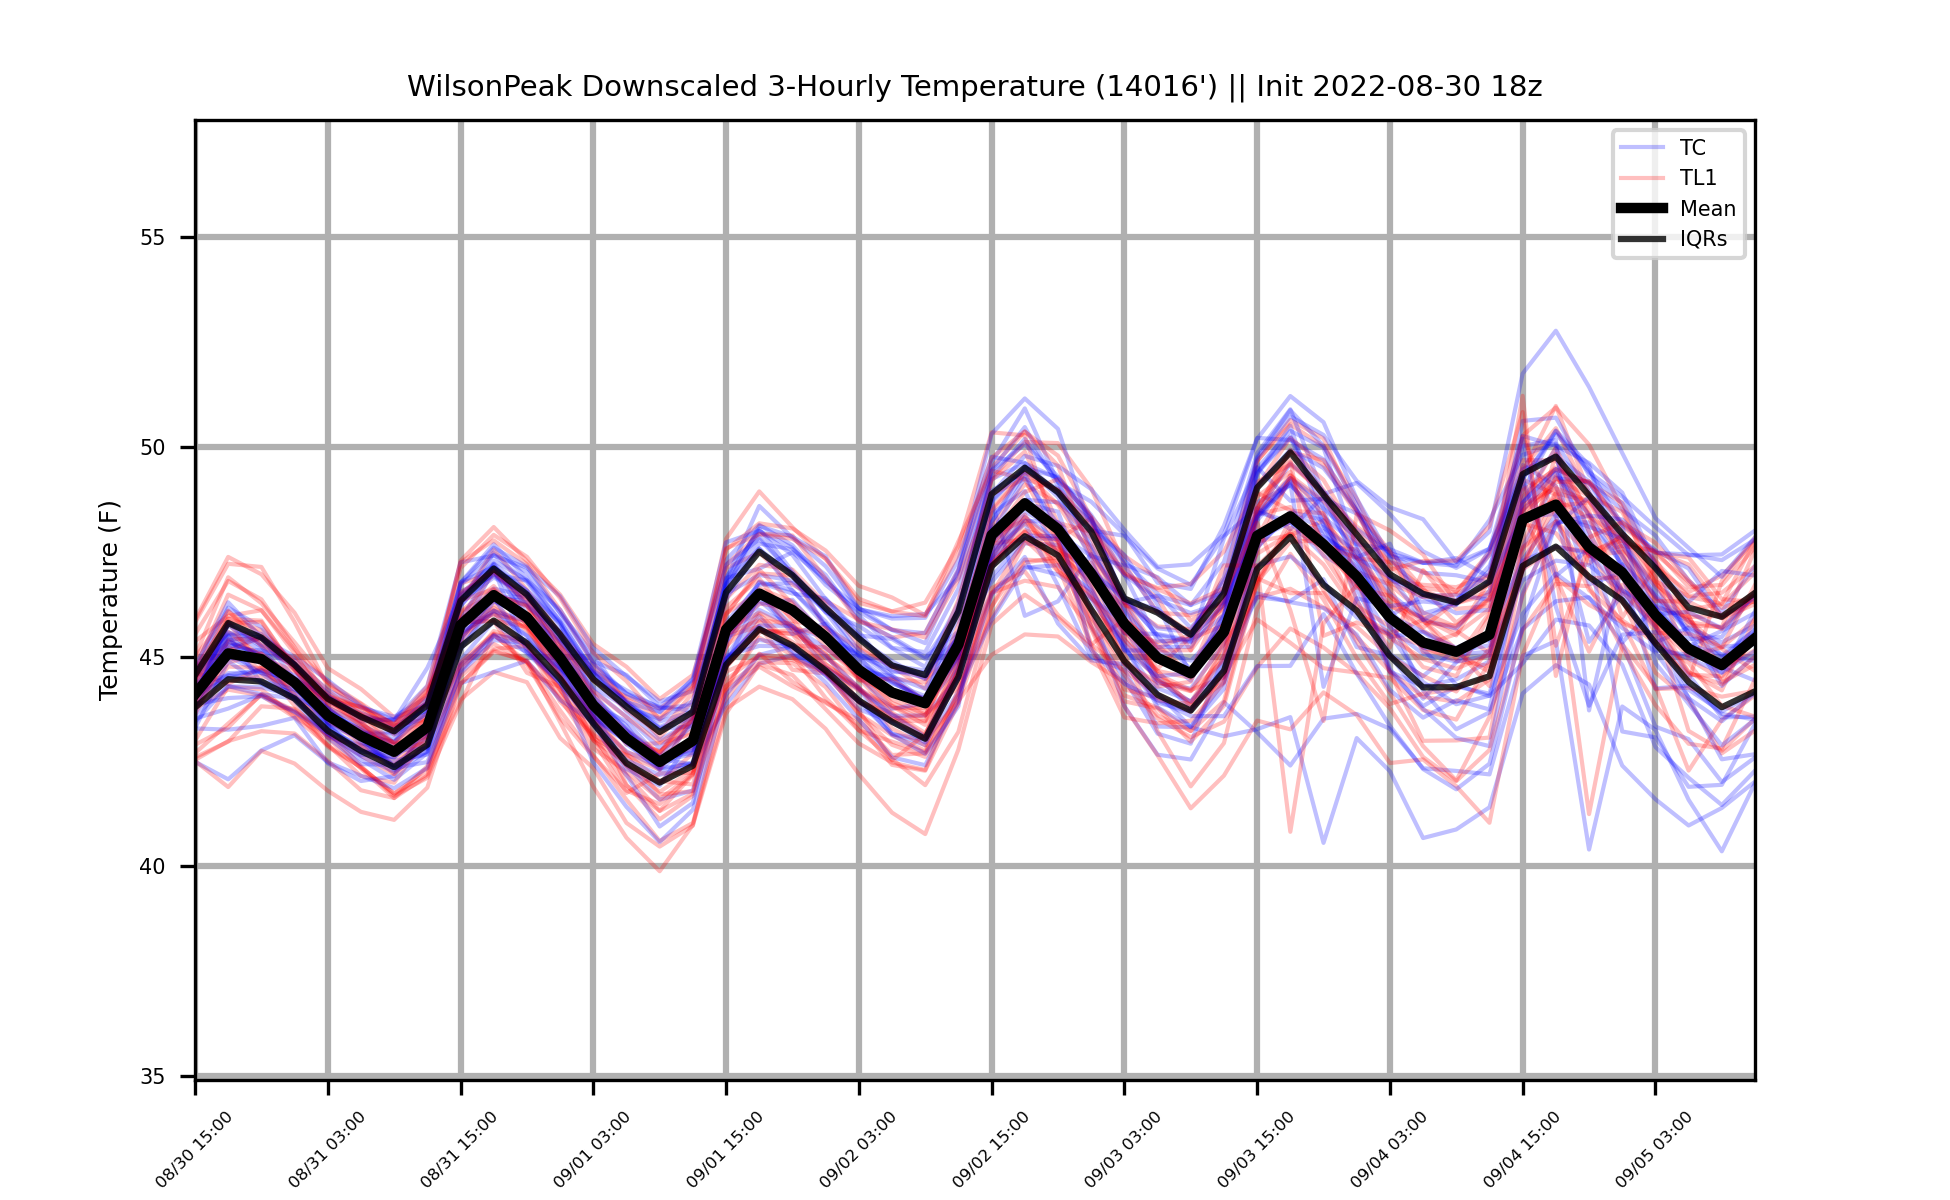 WilsonPeak Downscaled 3-Hourly Temperature (14016') || Init 2022-08-30 18z
TC
TL1
Mean
IQRs
Temperature (F)
55
50
45
40
35
08/30 15:00
08/31 03:00
08/31 15:00
09/01 03:00
09/01 15:00
09/02 03:00
09/02 15:00
09/03 03:00
09/03 15:00
09/04 03:00
09/04 15:00
09/05 03:00